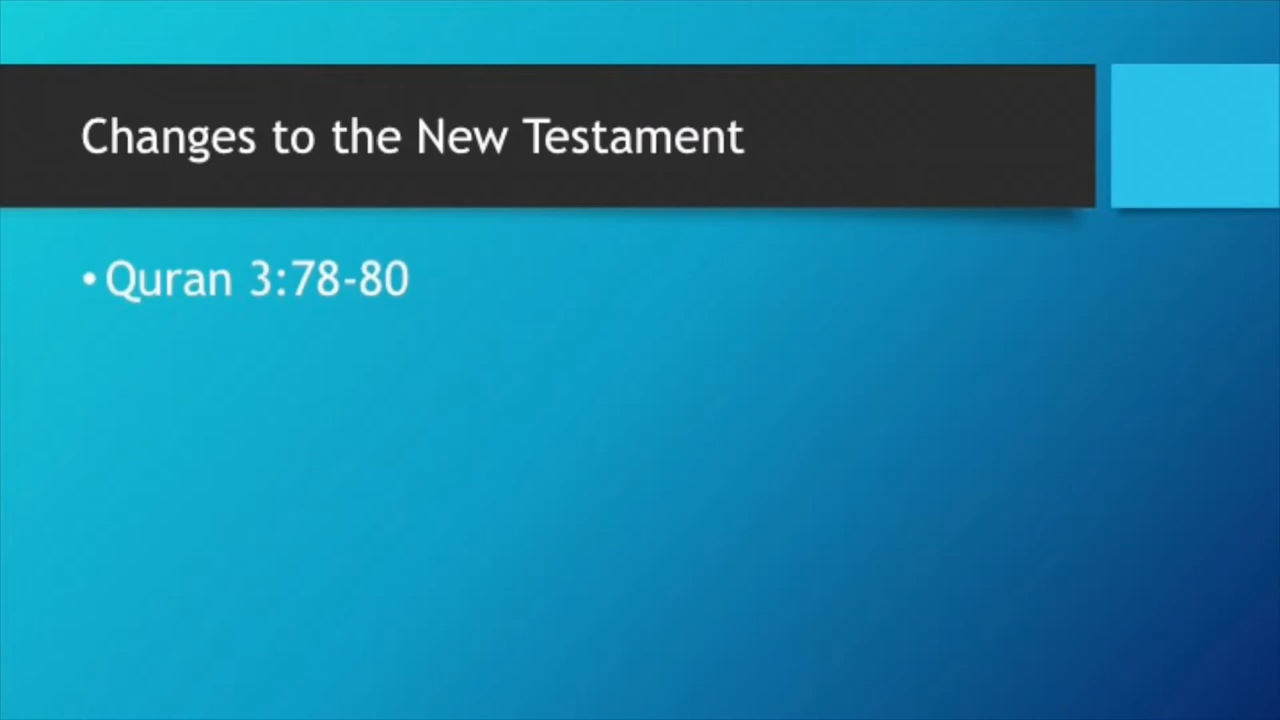 Changes to the New Testament
• Quran 3:78-80